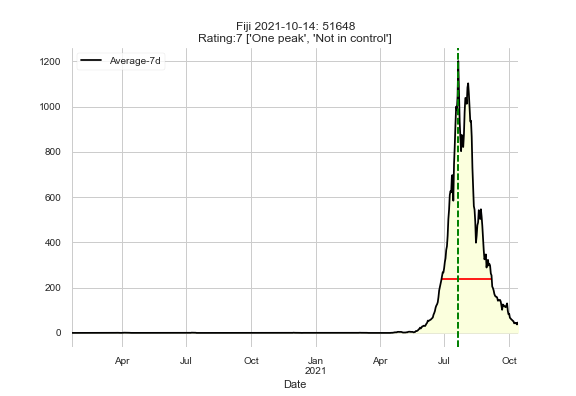 Fiji 2021-10-14: 51648
Rating:7 ['One peak', 'Not in control']
Average-7d
1200
1000
800
600
400
200
0
Apr
Jul
Oct
Jan
2021
Apr
Jul
Oct
Date